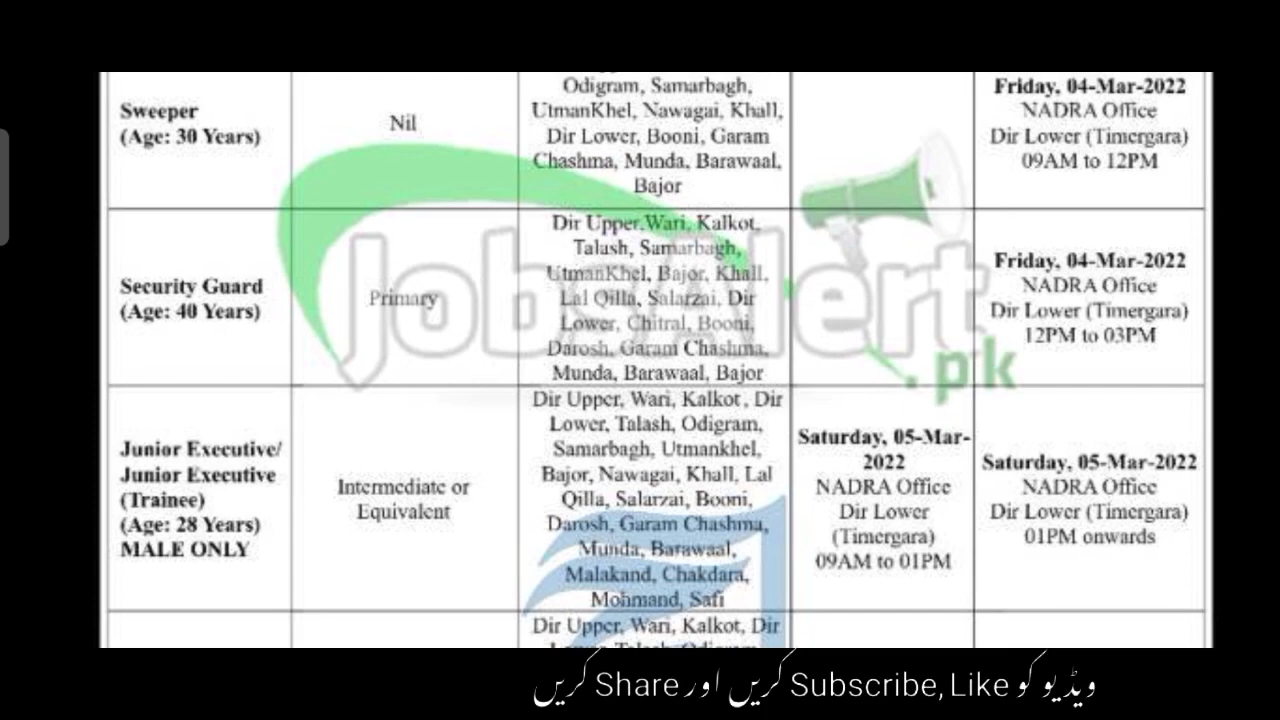 Odigram, Samarbagh,
UtmanKhel, Nawagai, Khall,
Dir Lower, Booni, Garam
Chashma, Munda, Barawaal,
Bajor
Sweeper
(Age: 30 Years)
Nil
Friday, 04-Mar-2022
NADRA Office
Dir Lower (Timergara)
09AM to 12PM
Security Guard
(Age: 40 Years)
Primary
Dir Upper,Wari, Kalkot,
Talash, Samarbagh,
UtmanKhel, Bajor, Khall,
Lal Qilla, Salarzai, Dir
Lower, Chitral, Booni,
Darosh, Garam Chashma,
Munda, Barawaal, Bajor
Friday, 04-Mar-2022
NADRA Office
Dir Lower (Timergara)
12PM to 03PM
JobsAlert
.pk
Junior Executive/
Junior Executive
(Trainee)
(Age: 28 Years)
MALE ONLY
Intermediate or
Equivalent
Dir Upper, Wari, Kalkot, Dir
Lower, Talash, Odigram,
Samarbagh, Utmankhel,
Bajor, Nawagai, Khall, Lal
Qilla, Salarzai, Booni,
Darosh, Garam Chashma,
Munda, Barawaal,
Malakand, Chakdara,
Mohmand, Safi
Saturday, 05-Mar-
2022
NADRA Office
Dir Lower
(Timergara)
09AM to 01PM
Saturday, 05-Mar-2022
NADRA Office
Dir Lower (Timergara)
01PM onwards
Dir Upper, Wari, Kalkot, Dir
ویڈیو کو Subscribe, Like کریں اور Share کریں